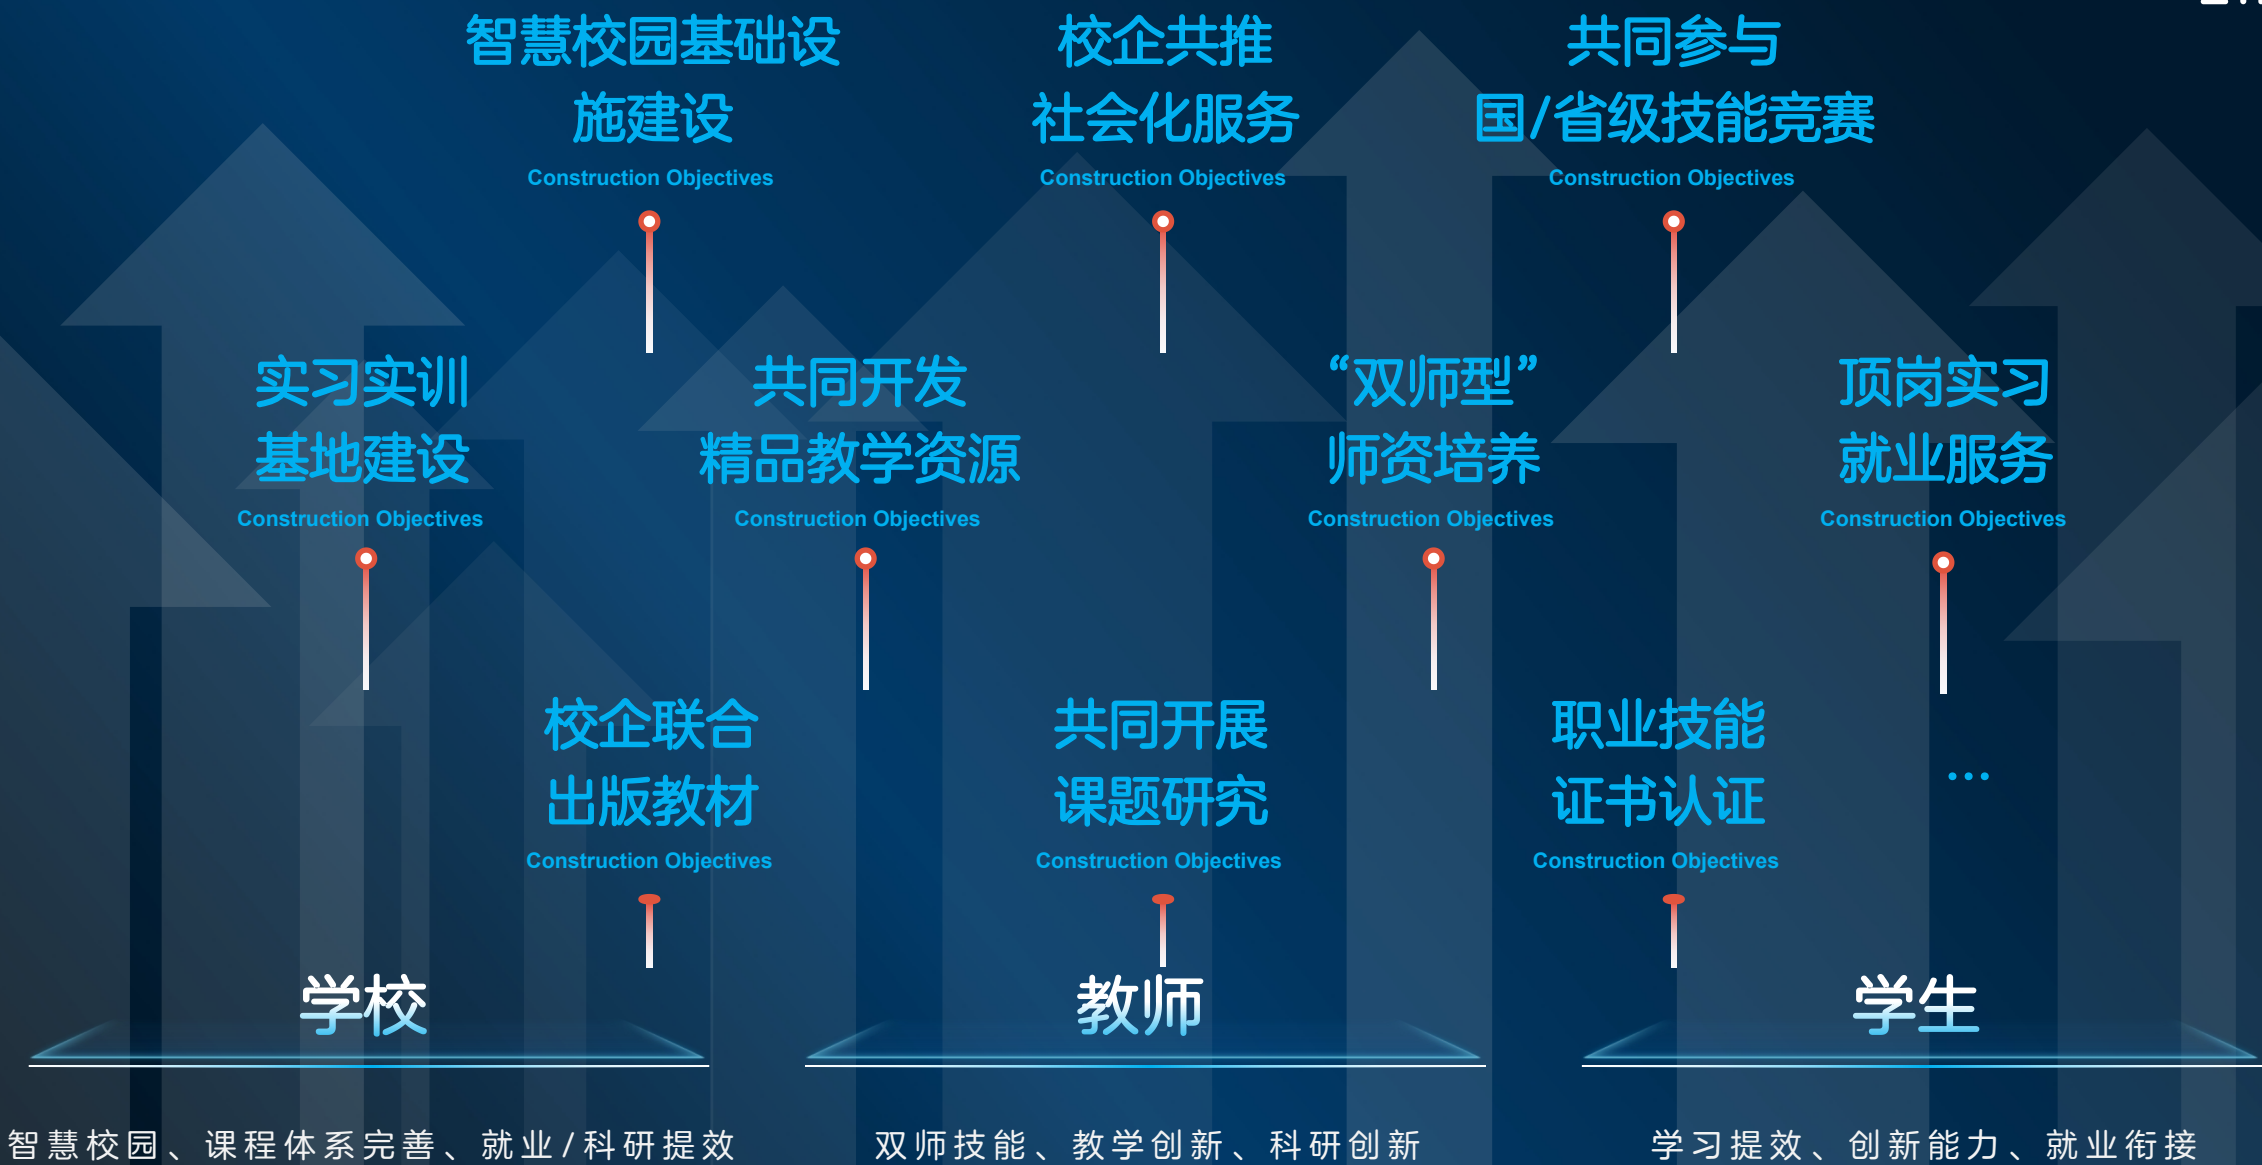 智慧校园基础设
施建设
Construction Objectives
校企共推
社会化服务
Construction Objectives
共同参与
国/省级技能竞赛
Construction Objectives
实习实训
基地建设
Construction Objectives
共同开发
精品教学资源
Construction Objectives
“双师型”
师资培养
Construction Objectives
顶岗实习
就业服务
Construction Objectives
校企联合
出版教材
Construction Objectives
共同开展
课题研究
Construction Objectives
职业技能
证书认证
Construction Objectives
...
学校
教师
学生
智慧校园、课程体系完善、就业/科研提效
双师技能、教学创新、科研创新
学习提效、创新能力、就业衔接